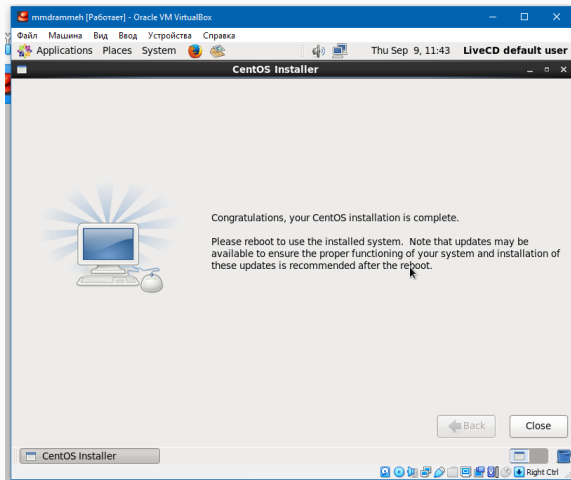 mmdrammeh [Работает] - Oracle VM VirtualBox
Файл Машина Вид Ввод Устройства Справка
Applications Places System Thu Sep 9, 11:43 LiveCD default user
CentOS Installer
Congratulations, your CentOS installation is complete.
Please reboot to use the installed system. Note that updates may be
available to ensure the proper functioning of your system and installation of
these updates is recommended after the reboot.
Back Close
CentOS Installer
Right Ctrl